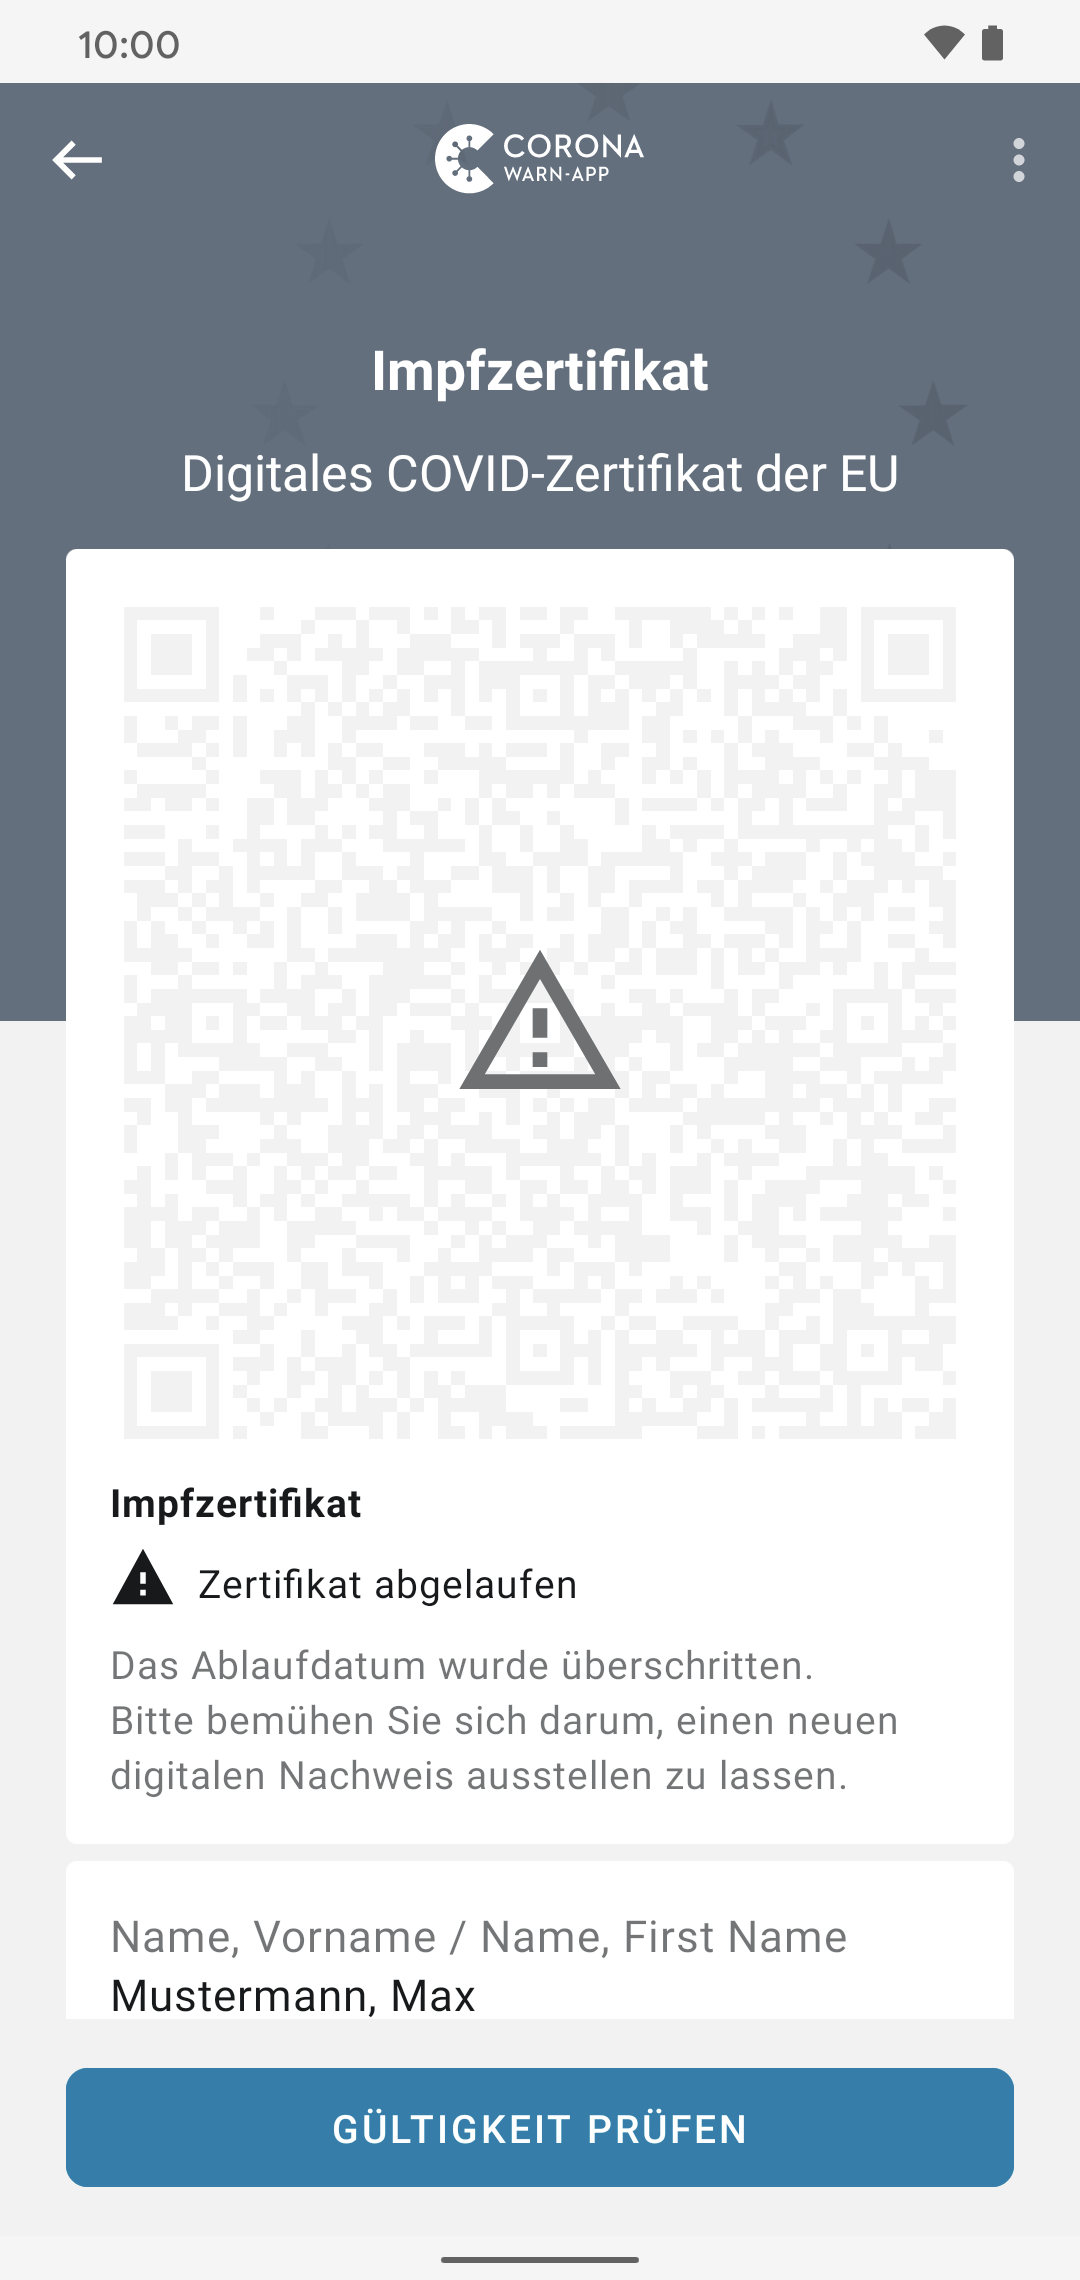 10:00
CORONA
WARN-APP
Impfzertifikat
Digitales COVID-Zertifikat der EU
Impfzertifikat
Zertifikat abgelaufen
Das Ablaufdatum wurde überschritten.
Bitte bemühen Sie sich darum, einen neuen
digitalen Nachweis ausstellen zu lassen.
Name, Vorname / Name, First Name
Mustermann, Max
GÜLTIGKEIT PRÜFEN